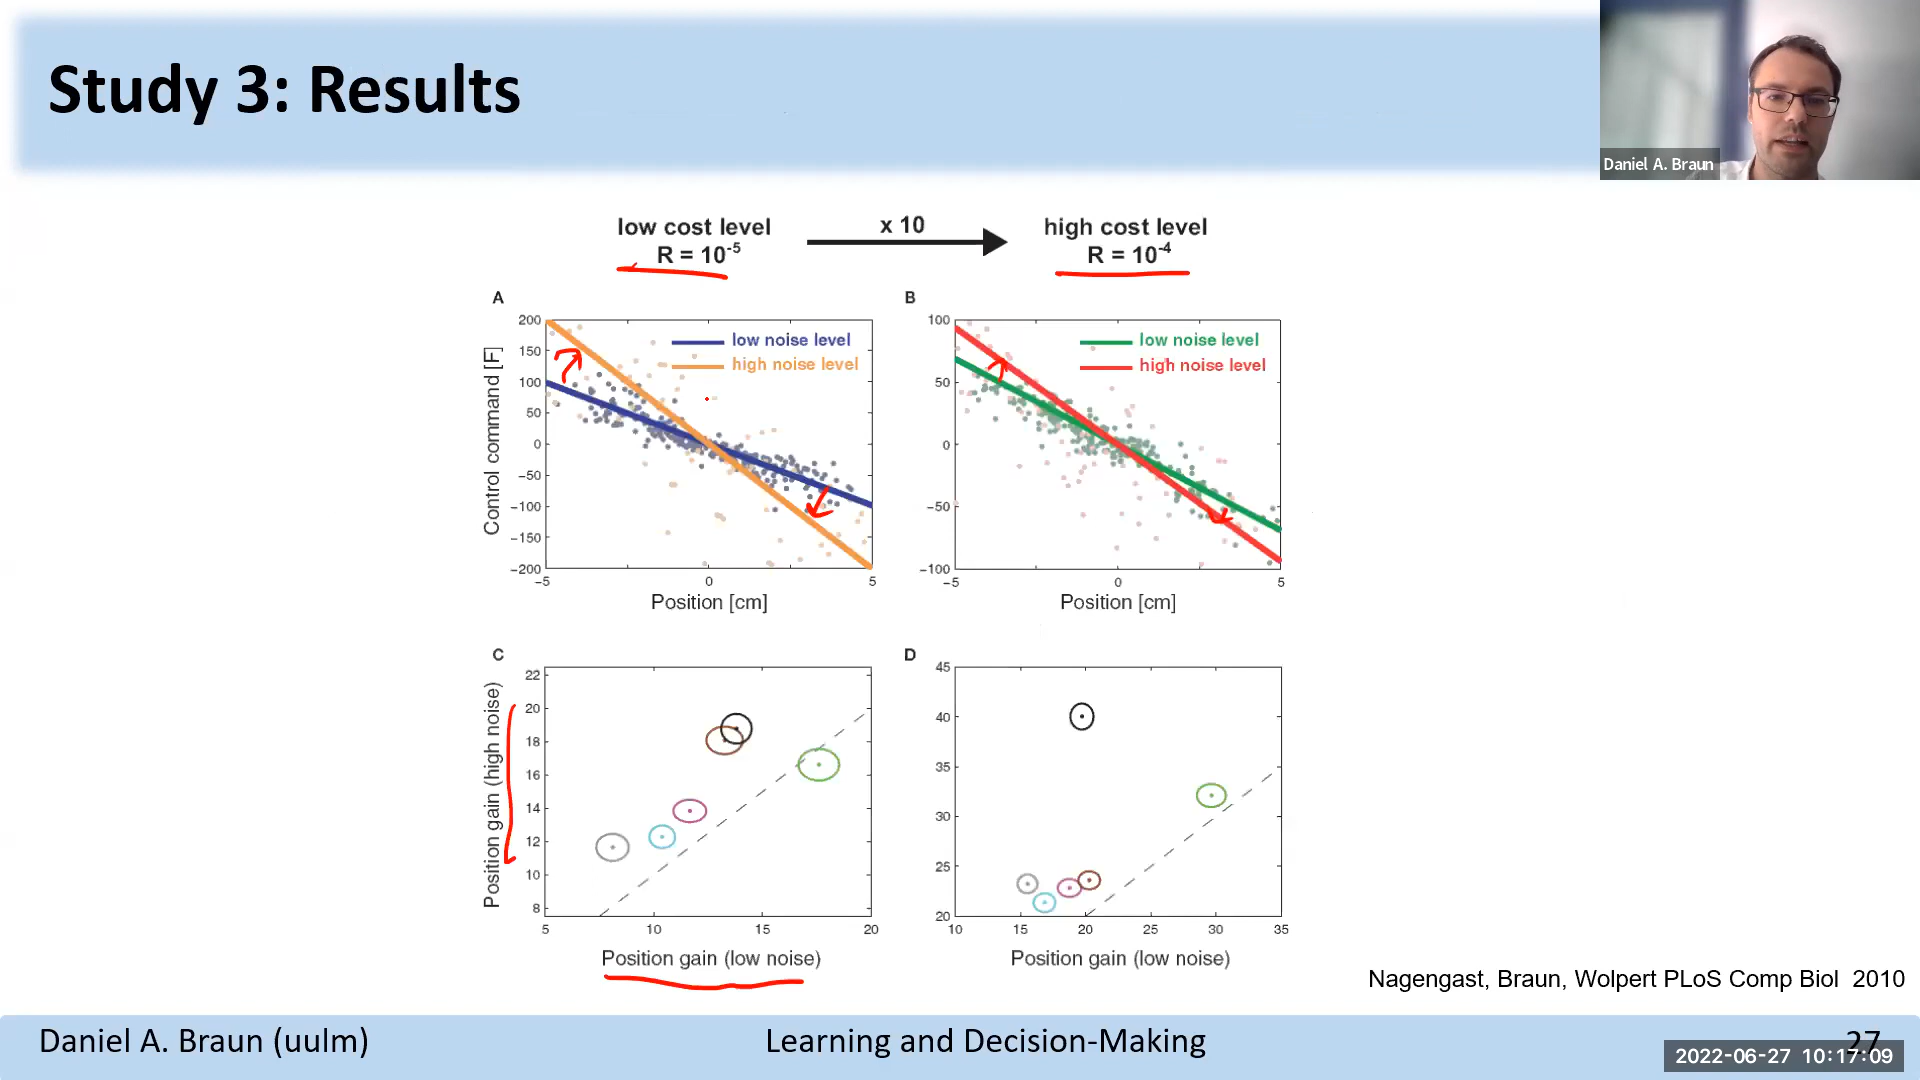 Study 3: Results
Daniel A. Braun
low cost level
R = 10-5
x 10
high cost level
R = 10-4
A
200
150
100
50
0
−50
−100
−150
−200
−5
0
5
Control command [F]
Position [cm]
low noise level
high noise level
B
100
50
0
−50
−100
−5
0
5
Position [cm]
low noise level
high noise level
C
22
20
18
16
14
12
10
8
5
10
15
20
Position gain (high noise)
Position gain (low noise)
D
45
40
35
30
25
20
10
15
20
25
30
35
Position gain (low noise)
Nagengast, Braun, Wolpert PLoS Comp Biol 2010
Daniel A. Braun (uulm)
Learning and Decision-Making
27
2022-06-27 10:17:09